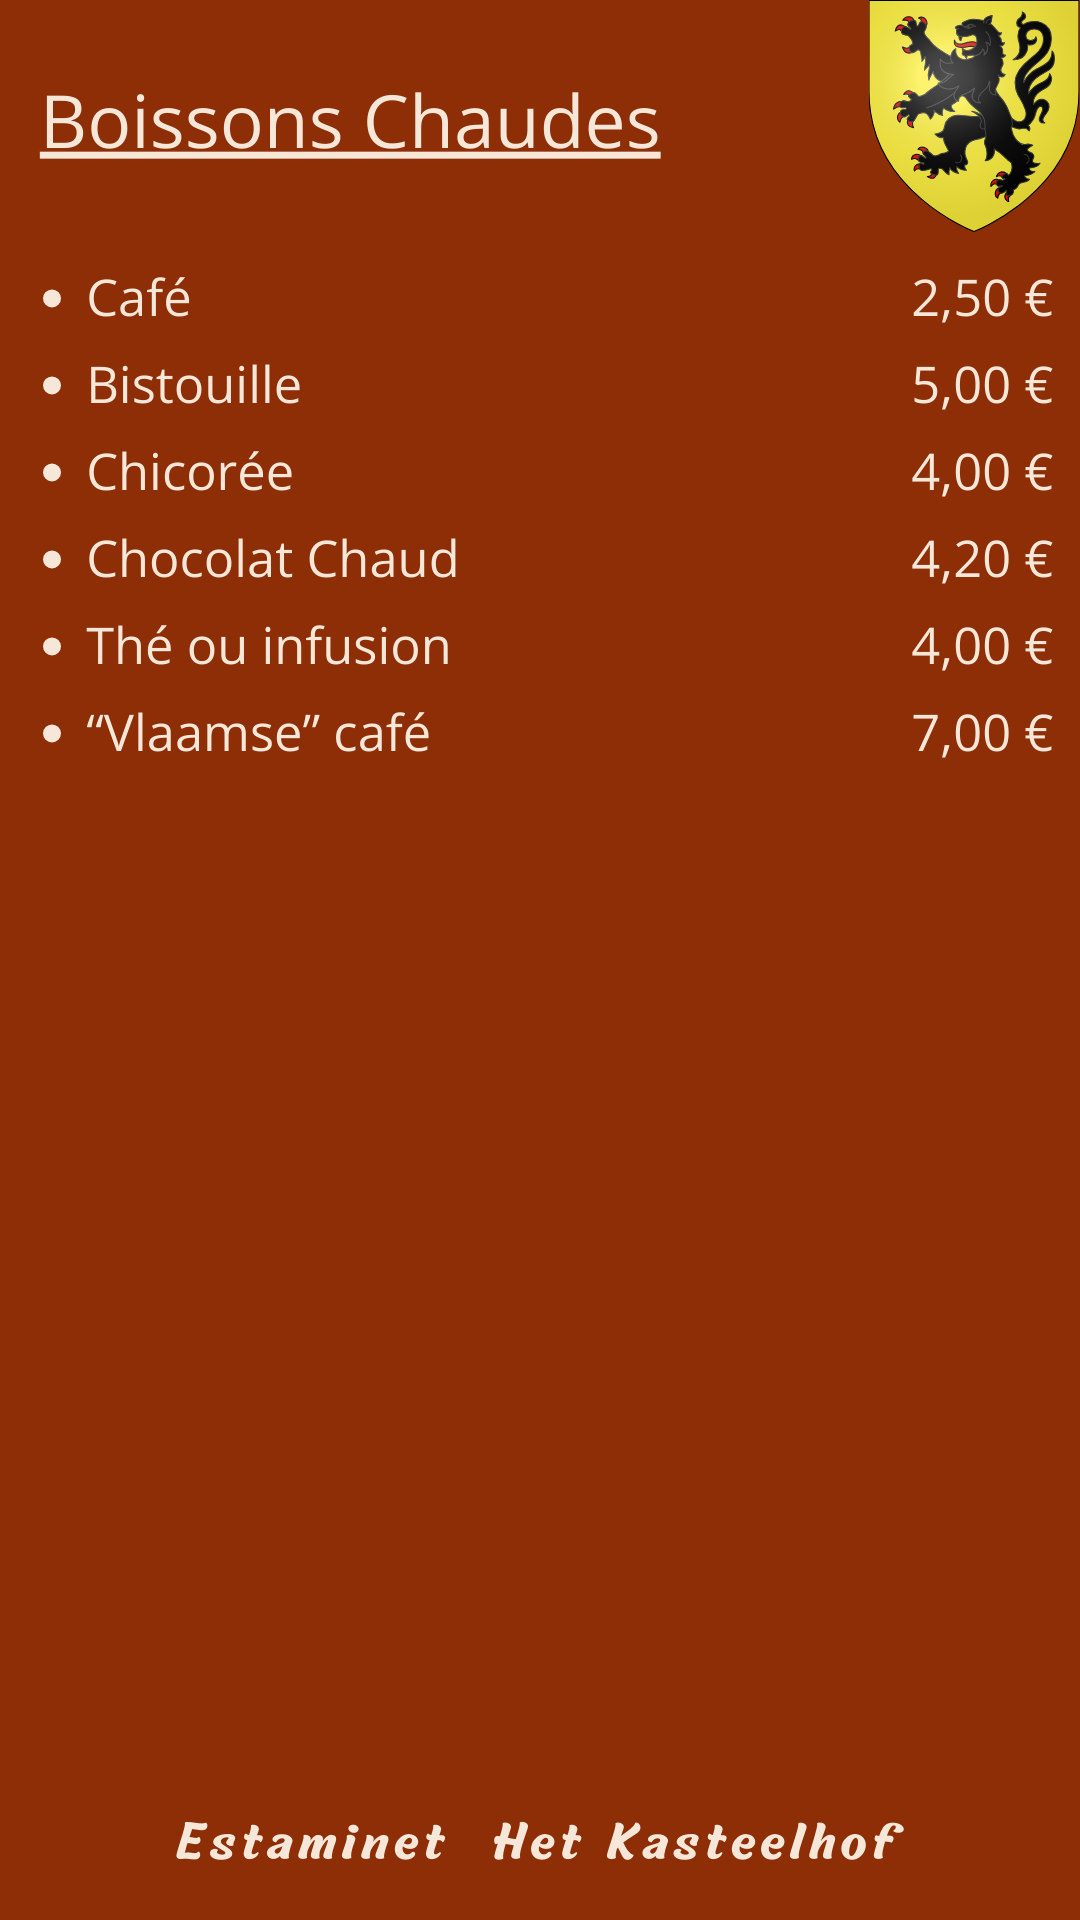 Boissons Chaudes
• Café 2,50 €
• Bistouille 5,00 €
• Chicorée 4,00 €
• Chocolat Chaud 4,20 €
• Thé ou infusion 4,00 €
• “Vlaamse” café 7,00 €
Estaminet Het Kasteelhof